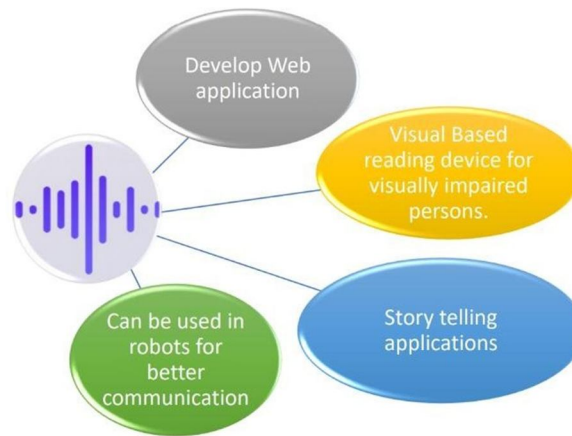 Develop Web
application
Visual Based
reading device for
visually impaired
persons.
Story telling
applications
Can be used in
robots for
better
communication